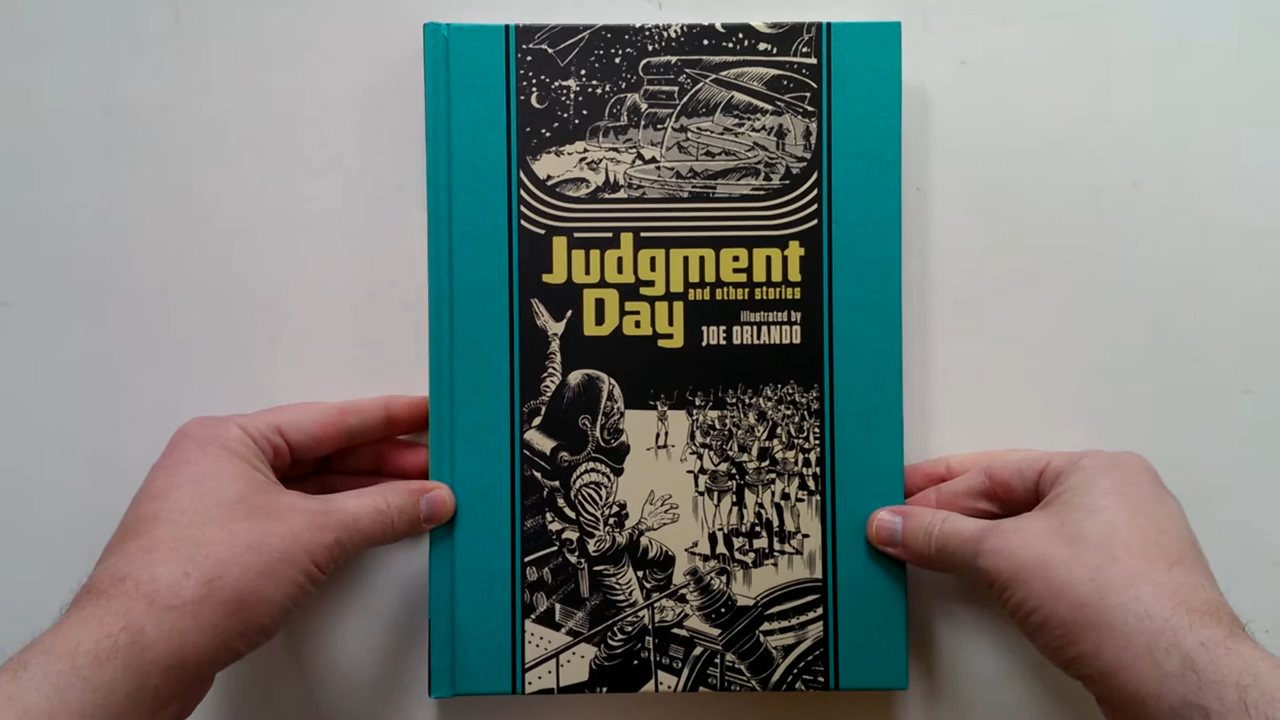 Judgment
and other stories
Day
illustrated by
JOE ORLANDO